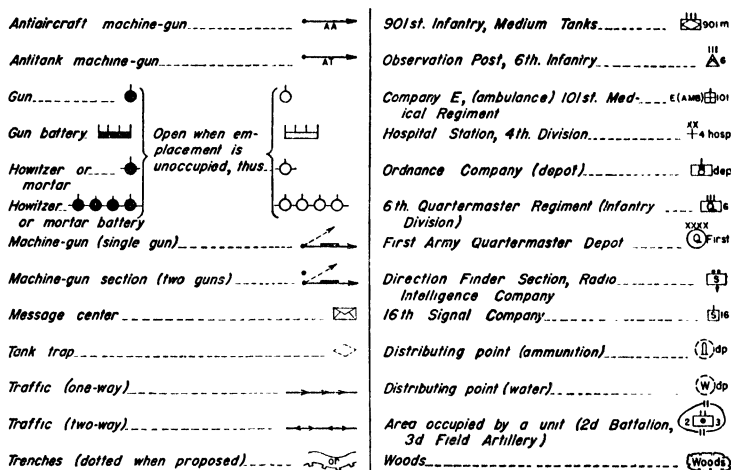 Antiaircraft machine-gun AA
Antitank machine-gun AT
Gun
Gun battery
Open when em-
placement is
unoccupied, thus
Howitzer or
mortar
Howitzer
or mortar battery
Machine-gun (single gun)
Machine-gun section (two guns)
Message center
Tank trap
Traffic (one-way)
Traffic (two-way)
Trenches (dotted when proposed) or
901st. Infantry, Medium Tanks 901 m
Observation Post, 6th. Infantry 6
Company E, (ambulance) 101st. Med- E (AMB) 101
ical Regiment
Hospital Station, 4th. Division XX 4 hosp
Ordnance Company (depot) dep
6th. Quartermaster Regiment (Infantry Q 6
Division)
First Army Quartermaster Depot XXXX Q First
Direction Finder Section, Radio S
Intelligence Company
16th Signal Company S 16
Distributing point (ammunition) dp
Distributing point (water) W dp
Area occupied by a unit (2d Battalion, 2 3
3d Field Artillery)
Woods Woods